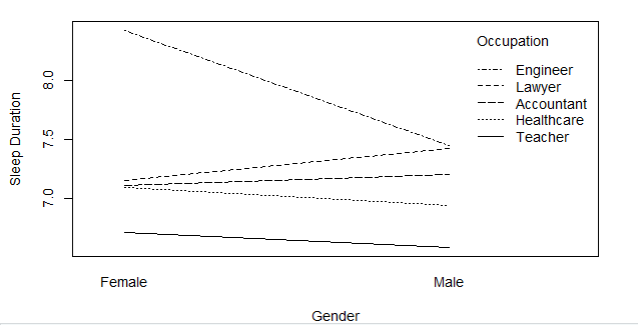 Occupation
Engineer
Lawyer
Accountant
Healthcare
Teacher
Sleep Duration
8.0
7.5
7.0
Female
Male
Gender